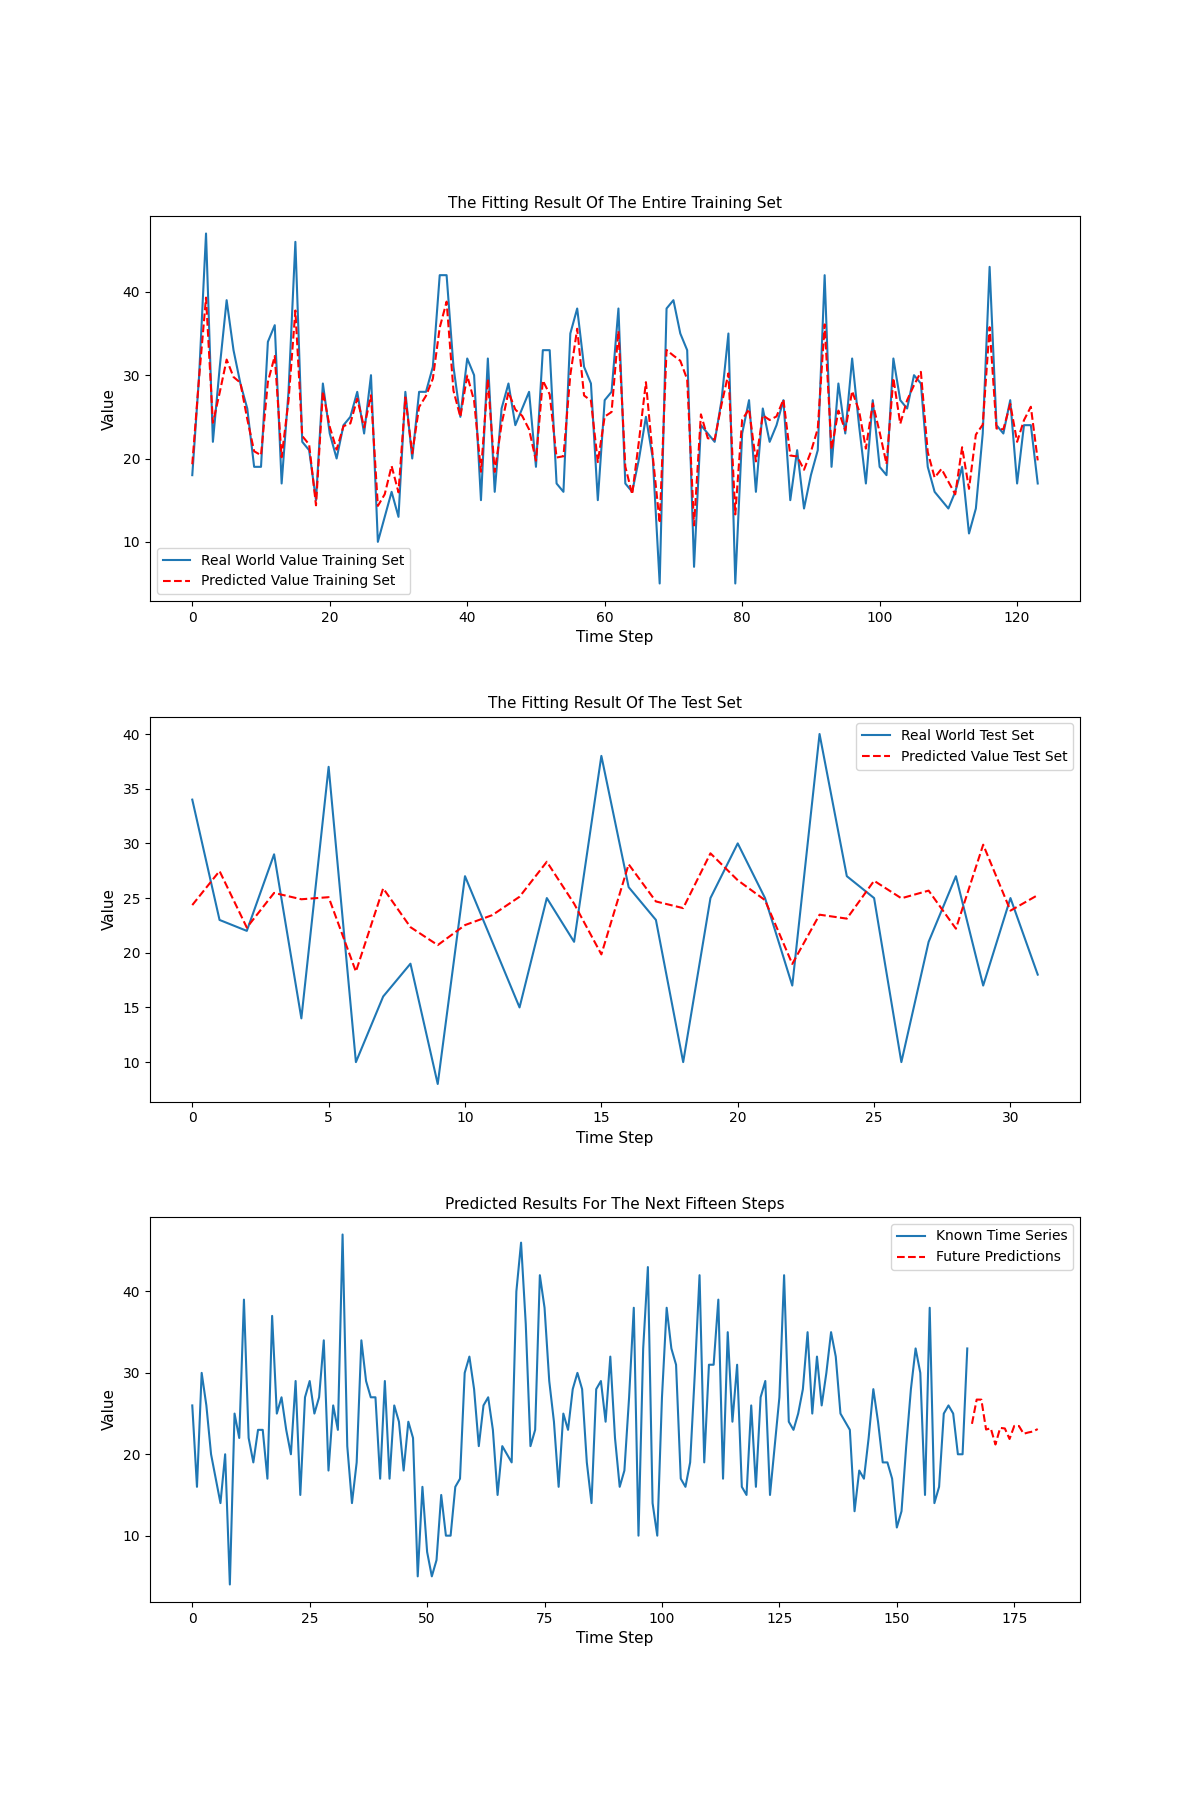 The Fitting Result Of The Entire Training Set
40
30
20
10
Value
Real World Value Training Set
Predicted Value Training Set
0 20 40 60 80 100 120
Time Step
The Fitting Result Of The Test Set
40
35
30
25
20
15
10
Value
Real World Test Set
Predicted Value Test Set
0 5 10 15 20 25 30
Time Step
Predicted Results For The Next Fifteen Steps
40
30
20
10
Value
Known Time Series
Future Predictions
0 25 50 75 100 125 150 175
Time Step